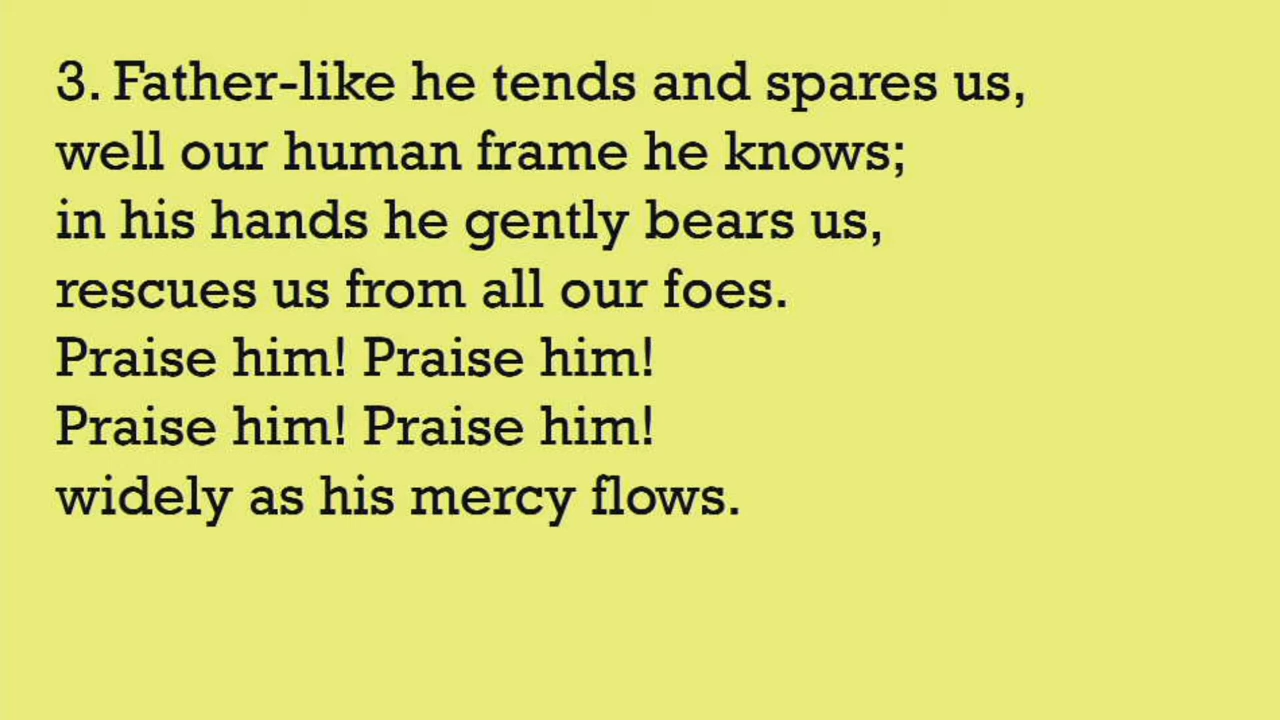 3. Father-like he tends and spares us,
well our human frame he knows;
in his hands he gently bears us,
rescues us from all our foes.
Praise him! Praise him!
Praise him! Praise him!
widely as his mercy flows.